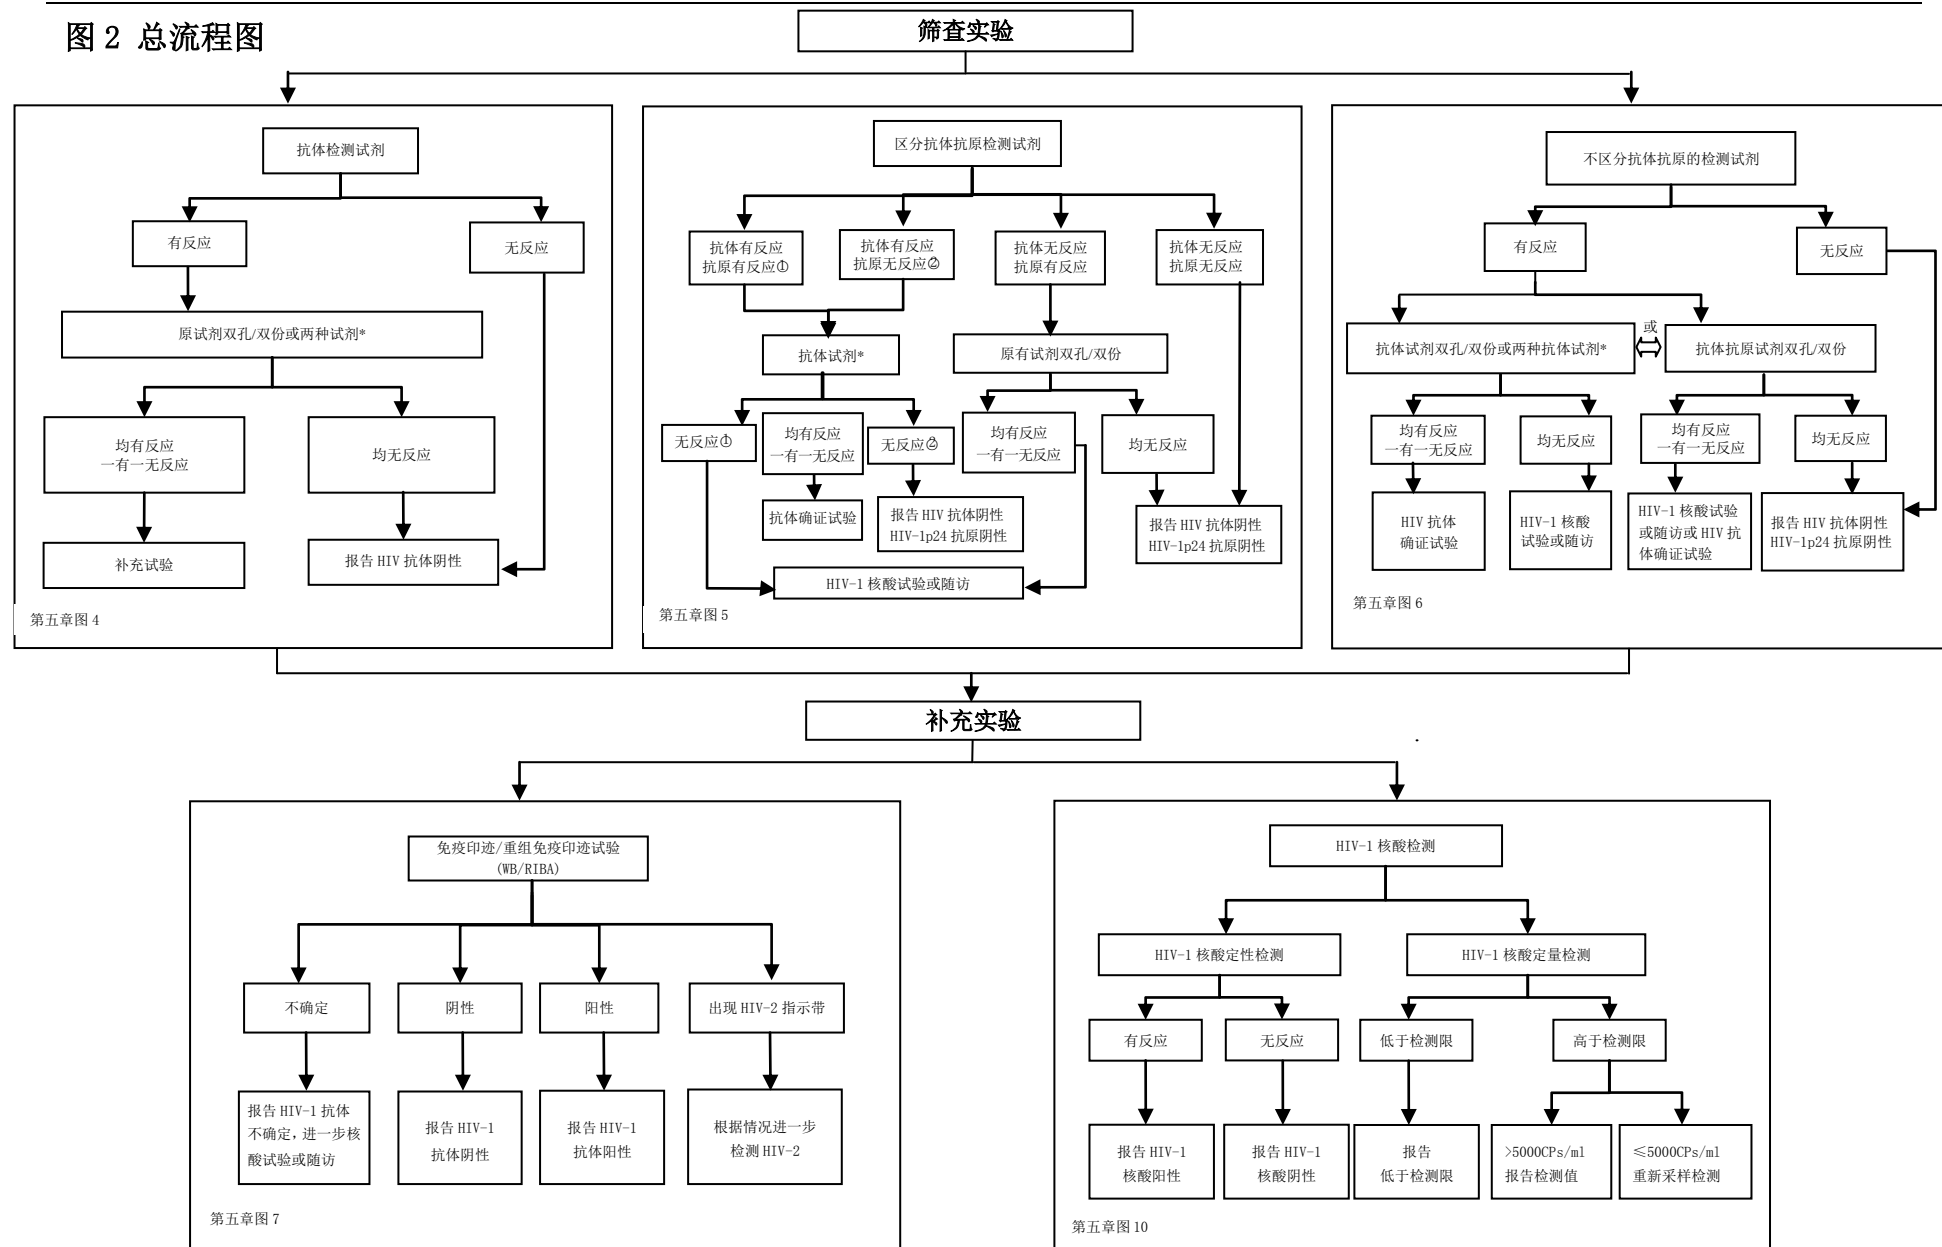 图 2 总流程图
筛查实验
抗体检测试剂
有反应
无反应
原试剂双孔/双份或两种试剂*
均有反应
一有一无反应
均无反应
补充试验
报告 HIV 抗体阴性
第五章图 4
区分抗体抗原检测试剂
抗体有反应
抗原有反应①
抗体有反应
抗原无反应②
抗体无反应
抗原有反应
抗体无反应
抗原无反应
抗体试剂*
原有试剂双孔/双份
无反应①
均有反应
一有一无反应
无反应②
均有反应
一有一无反应
均无反应
抗体确证试验
报告 HIV 抗体阴性
HIV-1p24 抗原阴性
报告 HIV 抗体阴性
HIV-1p24 抗原阴性
HIV-1 核酸试验或随访
第五章图 5
不区分抗体抗原的检测试剂
有反应
无反应
抗体试剂双孔/双份或两种抗体试剂*
或
抗体抗原试剂双孔/双份
均有反应
一有一无反应
均无反应
均有反应
一有一无反应
均无反应
HIV 抗体
确证试验
HIV-1 核酸
试验或随访
HIV-1 核酸试验
或随访或 HIV 抗
体确证试验
报告 HIV 抗体阴性
HIV-1p24 抗原阴性
第五章图 6
补充实验
免疫印迹/重组免疫印迹试验
(WB/RIBA)
不确定
阴性
阳性
出现 HIV-2 指示带
报告 HIV-1 抗体
不确定,进一步核
酸试验或随访
报告 HIV-1
抗体阴性
报告 HIV-1
抗体阳性
根据情况进一步
检测 HIV-2
第五章图 7
HIV-1 核酸检测
HIV-1 核酸定性检测
HIV-1 核酸定量检测
有反应
无反应
低于检测限
高于检测限
报告 HIV-1
核酸阳性
报告 HIV-1
核酸阴性
报告
低于检测限
>5000CPs/ml
报告检测值
≤5000CPs/ml
重新采样检测
第五章图 10